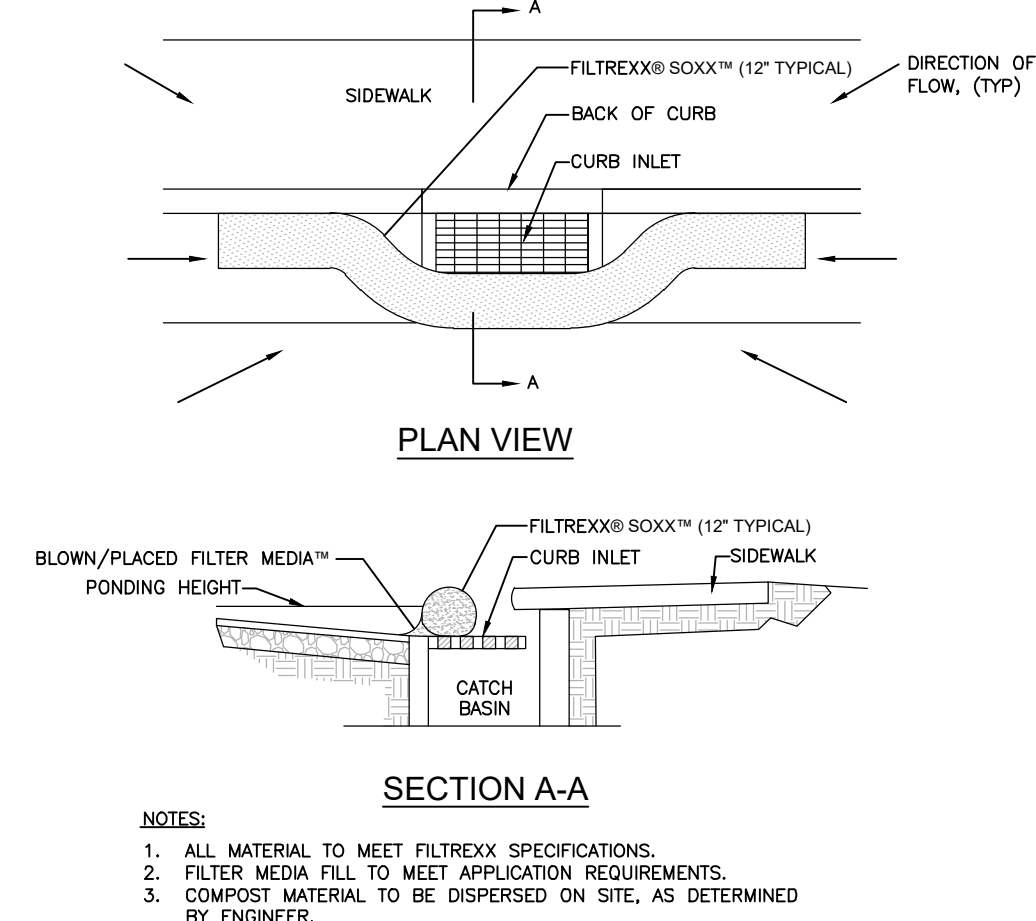 A
FILTREXX® SOXX™ (12" TYPICAL)
DIRECTION OF
FLOW, (TYP)
SIDEWALK
BACK OF CURB
CURB INLET
A
PLAN VIEW
FILTREXX® SOXX™ (12" TYPICAL)
BLOWN/PLACED FILTER MEDIA™
CURB INLET
SIDEWALK
PONDING HEIGHT
CATCH
BASIN
SECTION A-A
NOTES:
1. ALL MATERIAL TO MEET FILTREXX SPECIFICATIONS.
2. FILTER MEDIA FILL TO MEET APPLICATION REQUIREMENTS.
3. COMPOST MATERIAL TO BE DISPERSED ON SITE, AS DETERMINED
BY ENGINEER.